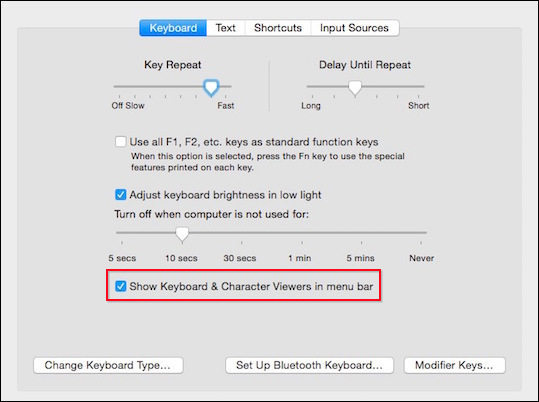 Keyboard Text Shortcuts Input Sources
Key Repeat Delay Until Repeat
Off Slow Fast Long Short
Use all F1, F2, etc. keys as standard function keys
When this option is selected, press the Fn key to use the special
features printed on each key.
Adjust keyboard brightness in low light
Turn off when computer is not used for:
5 secs 10 secs 30 secs 1 min 5 mins Never
Show Keyboard & Character Viewers in menu bar
Change Keyboard Type... Set Up Bluetooth Keyboard... Modifier Keys...